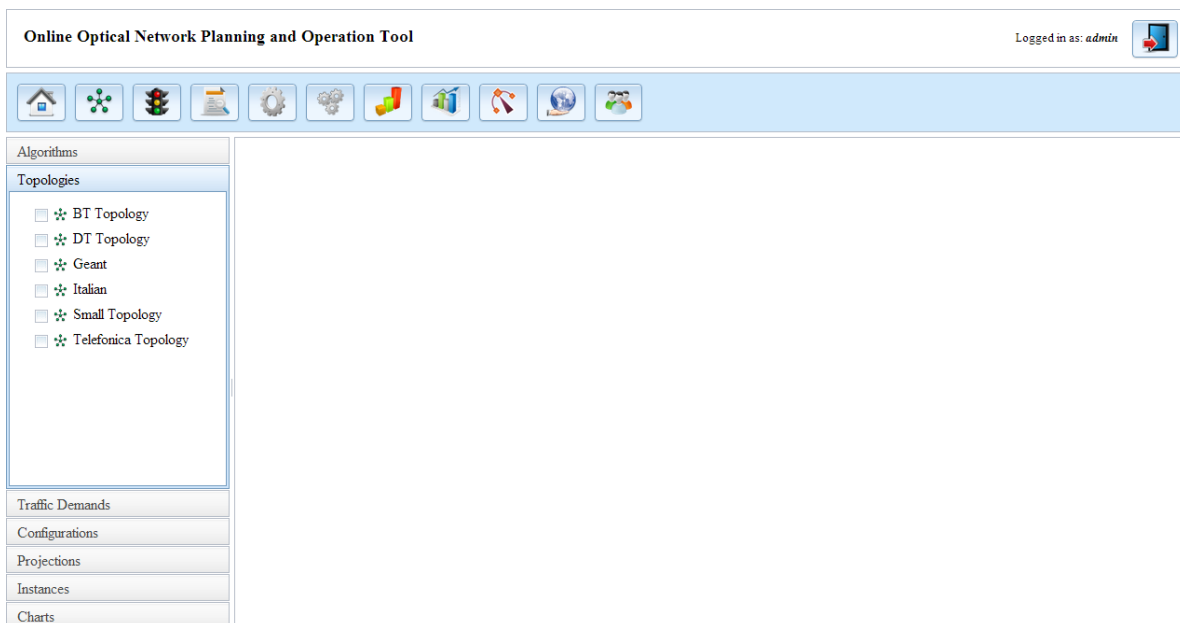 Online Optical Network Planning and Operation Tool
Logged in as: admin
Algorithms
Topologies
BT Topology
DT Topology
Geant
Italian
Small Topology
Telefonica Topology
Traffic Demands
Configurations
Projections
Instances
Charts